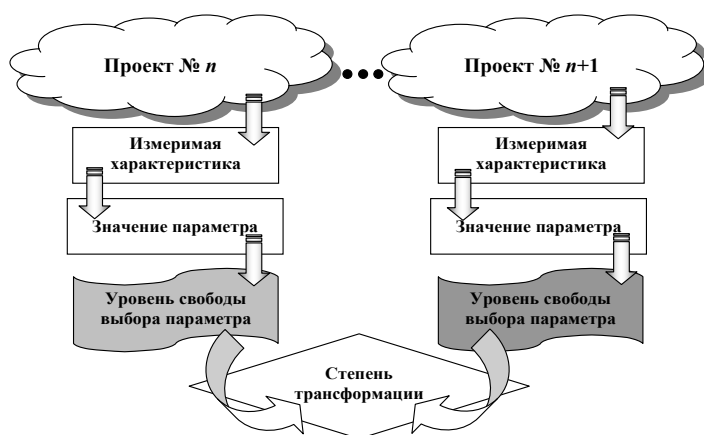 Проект № n
Проект № n+1
Измеримая
характеристика
Измеримая
характеристика
Значение параметра
Значение параметра
Уровень свободы
выбора параметра
Уровень свободы
выбора параметра
Степень
трансформации